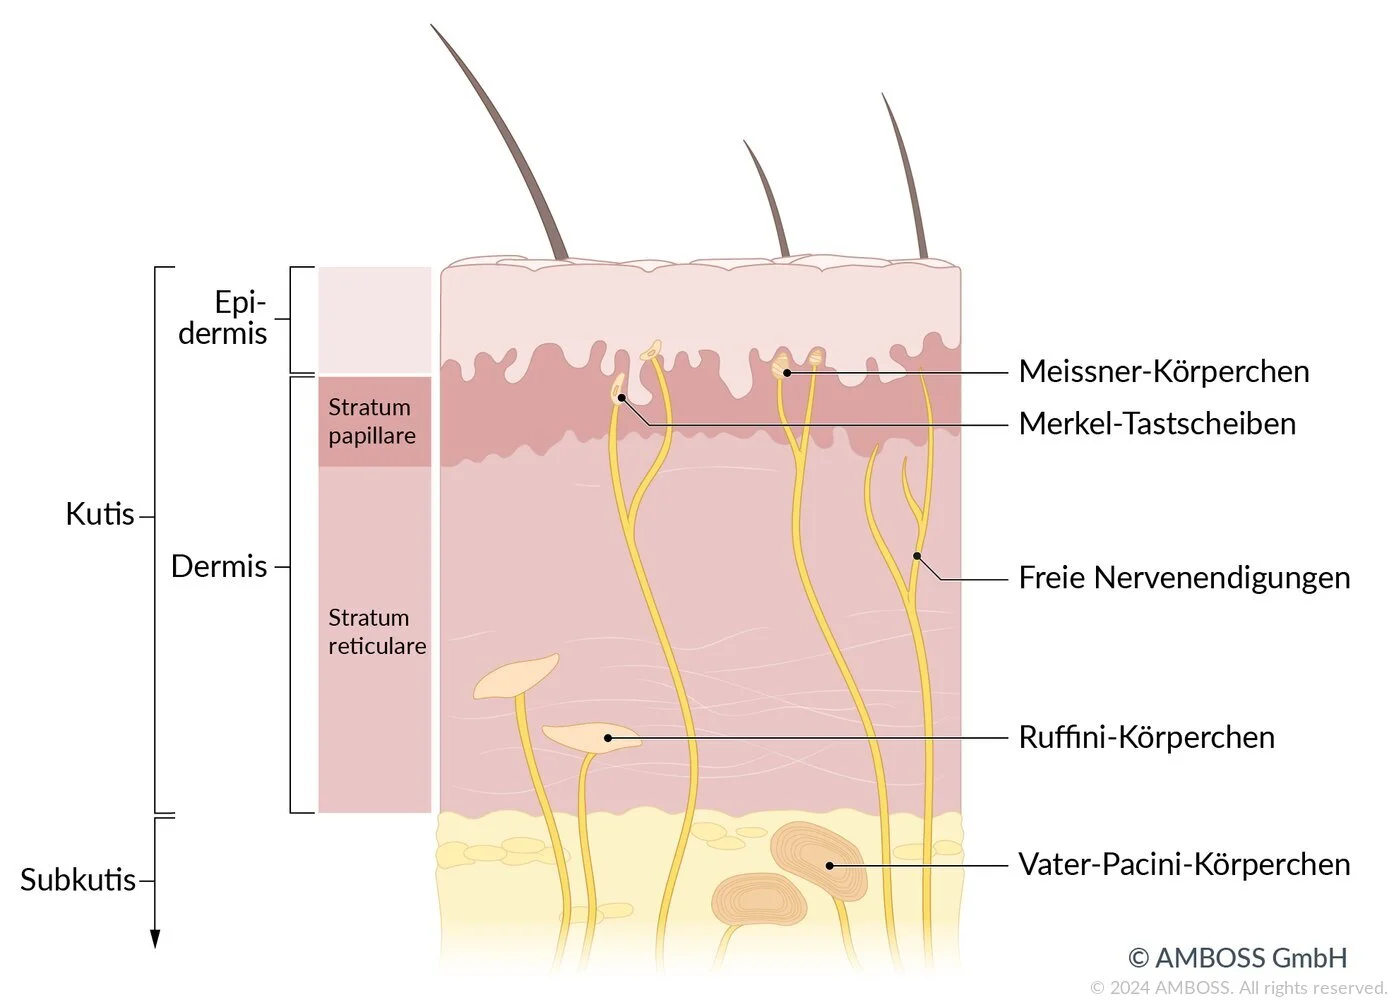 Epi-
dermis
Stratum
papillare
Kutis
Dermis
Stratum
reticulare
Subkutis
Meissner-Körperchen
Merkel-Tastscheiben
Freie Nervenendigungen
Ruffini-Körperchen
Vater-Pacini-Körperchen
© AMBOSS GmbH
© 2024 AMBOSS. All rights reserved.